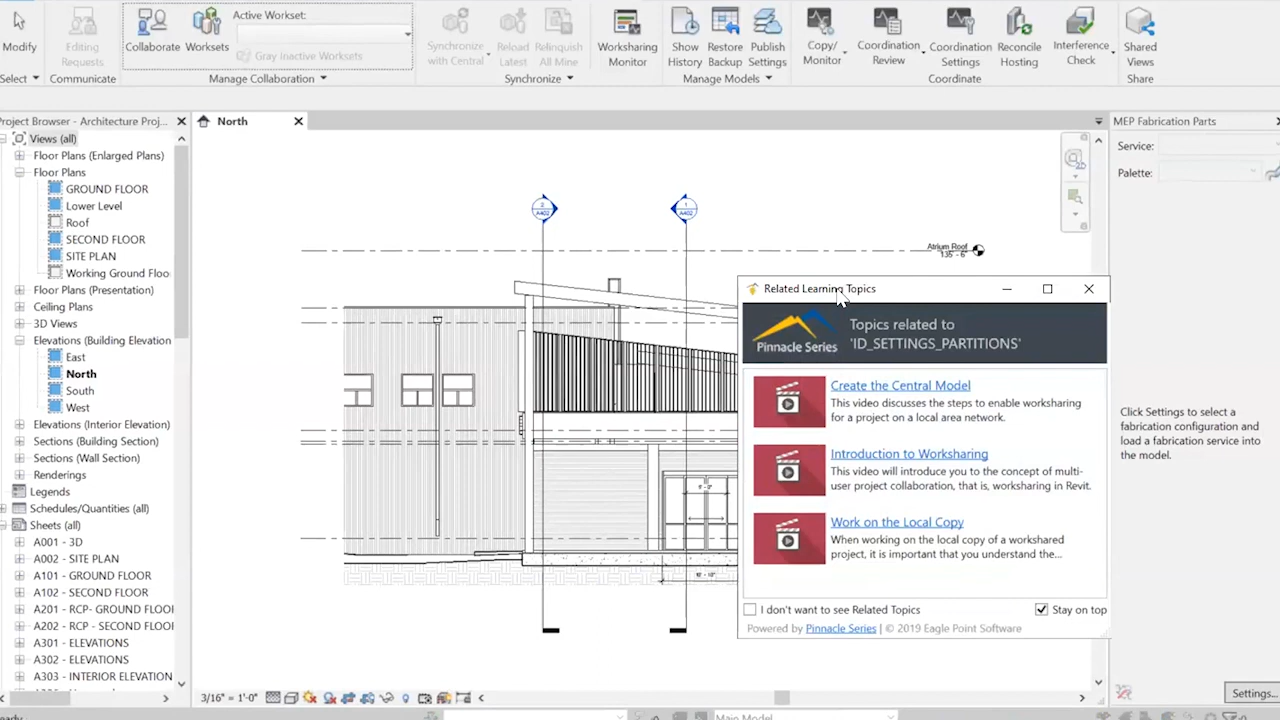 Modify
Editing
Requests
Collaborate
Worksets
Active Workset:
Gray Inactive Worksets
Synchronize
with Central
Reload
Latest
Relinquish
All Mine
Worksharing
Monitor
Show
History
Restore
Backup
Publish
Settings
Copy/
Monitor
Coordination
Review
Coordination
Settings
Reconcile
Hosting
Interference
Check
Shared
Views
Select
Communicate
Manage Collaboration
Synchronize
Manage Models
Coordinate
Share
Project Browser - Architecture Proj...
North
MEP Fabrication Parts
Service:
Palette:
Views (all)
Floor Plans (Enlarged Plans)
Floor Plans
GROUND FLOOR
Lower Level
Roof
SECOND FLOOR
SITE PLAN
Working Ground Floo
Floor Plans (Presentation)
Ceiling Plans
3D Views
Elevations (Building Elevation
East
North
South
West
Elevations (Interior Elevation)
Sections (Building Section)
Sections (Wall Section)
Renderings
Legends
Schedules/Quantities (all)
Sheets (all)
A001 - 3D
A002 - SITE PLAN
A101 - GROUND FLOOR
A102 - SECOND FLOOR
A201 - RCP- GROUND FLOOI
A202 - RCP - SECOND FLOOF
A301 - ELEVATIONS
A302 - ELEVATIONS
A303 - INTERIOR ELEVATION
2
A402
1
A402
Atrium Roof
135' - 6"
Related Learning Topics
Pinnacle Series
Topics related to
'ID_SETTINGS_PARTITIONS'
Create the Central Model
This video discusses the steps to enable worksharing
for a project on a local area network.
Introduction to Worksharing
This video will introduce you to the concept of multi-
user project collaboration, that is, worksharing in Revit.
Work on the Local Copy
When working on the local copy of a workshared
project, it is important that you understand the...
I don't want to see Related Topics
Stay on top
Powered by Pinnacle Series | © 2019 Eagle Point Software
Click Settings to select a
fabrication configuration and
load a fabrication service into
the model.
3/16" = 1'-0"
Settings...
Main Model